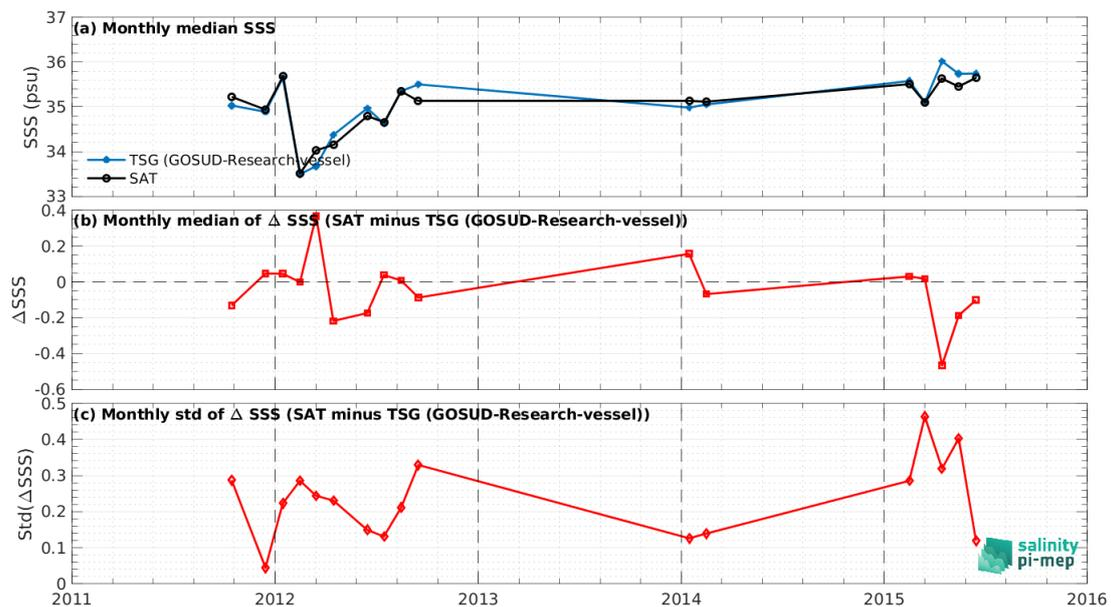 (a) Monthly median SSS
37
36
35
34
33
SSS (psu)
TSG (GOSUD-Research-vessel)
SAT
(b) Monthly median of Δ SSS (SAT minus TSG (GOSUD-Research-vessel))
0.4
0.2
0
-0.2
-0.4
-0.6
ΔSSS
(c) Monthly std of Δ SSS (SAT minus TSG (GOSUD-Research-vessel))
0.5
0.4
0.3
0.2
0.1
0
Std(ΔSSS)
salinity
pi-mep
2011 2012 2013 2014 2015 2016